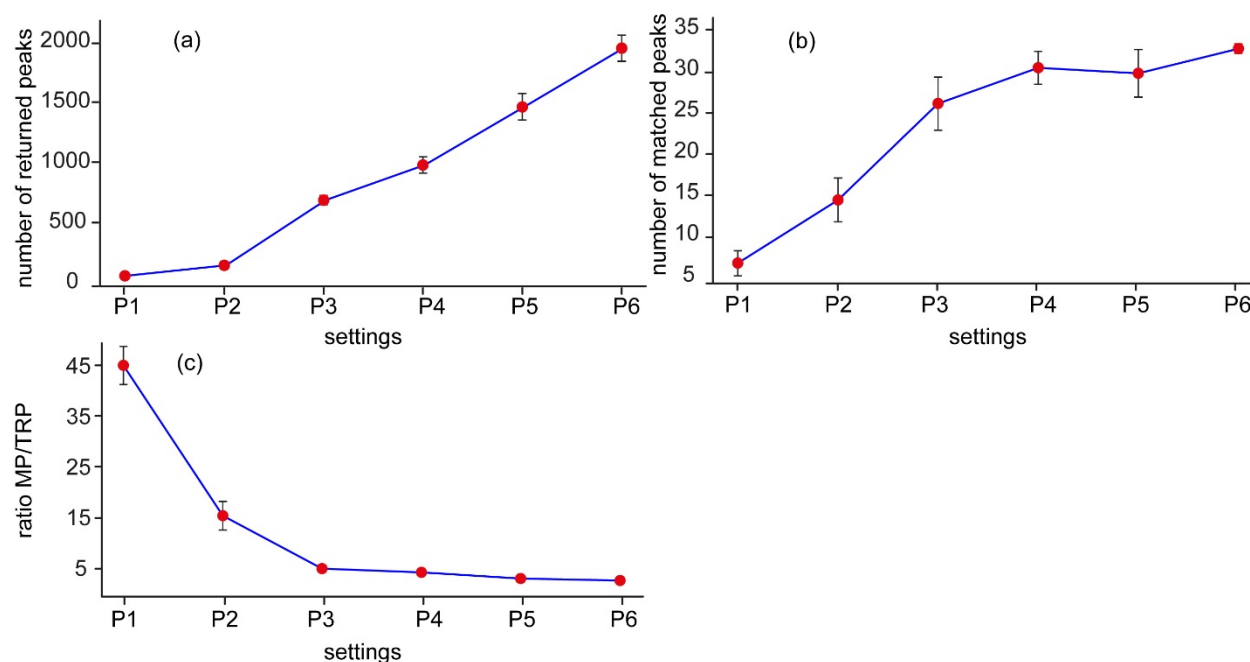 (a)
number of returned peaks
2000
1500
1000
500
0
P1 P2 P3 P4 P5 P6
settings
(b)
number of matched peaks
35
30
25
20
15
10
5
P1 P2 P3 P4 P5 P6
settings
(c)
ratio MP/TRP
45
35
25
15
5
P1 P2 P3 P4 P5 P6
settings